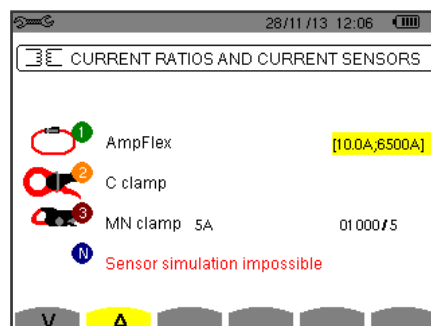 28/11/13 12:06
CURRENT RATIOS AND CURRENT SENSORS
1 AmpFlex [10.0A;6500A]
2 C clamp
3 MN clamp 5A 01000/5
N Sensor simulation impossible
V A